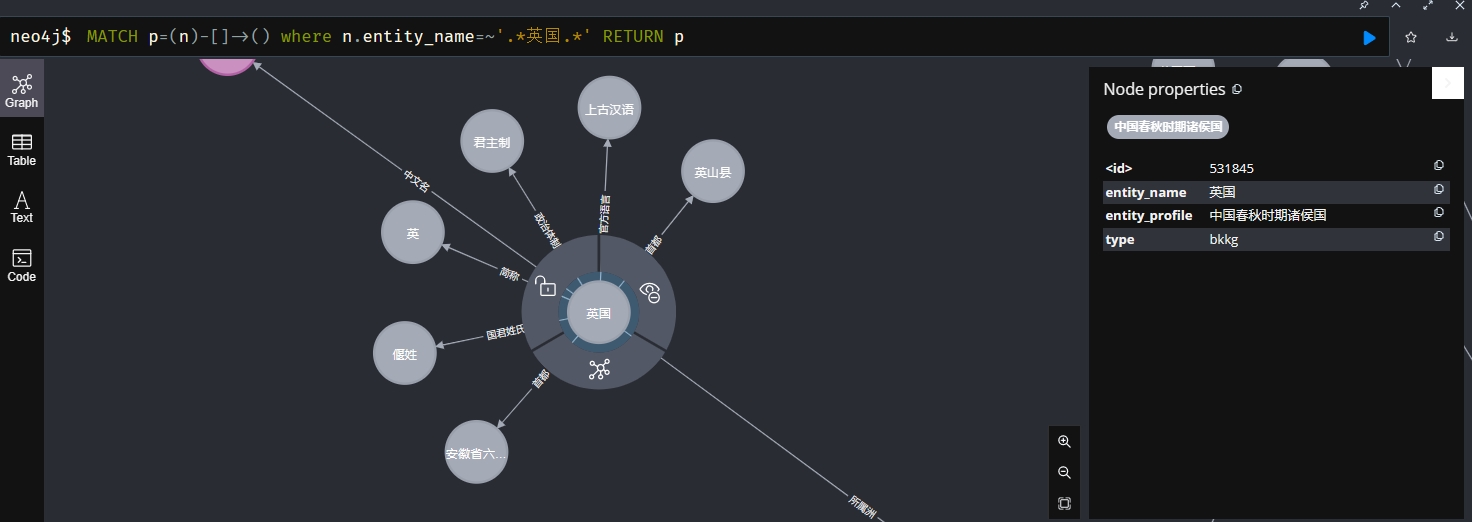 neo4j$ MATCH p=(n)-[]->() where n.entity_name=~'.*英国.*' RETURN p
Graph
Table
Text
Code
中文名
君主制
政治体制
上古汉语
官方语言
英山县
首都
英
简称
英国
偃姓
国君姓氏
首都
安徽省六...
所属洲
Node properties
中国春秋时期诸侯国
<id> 531845
entity_name 英国
entity_profile 中国春秋时期诸侯国
type bkkg